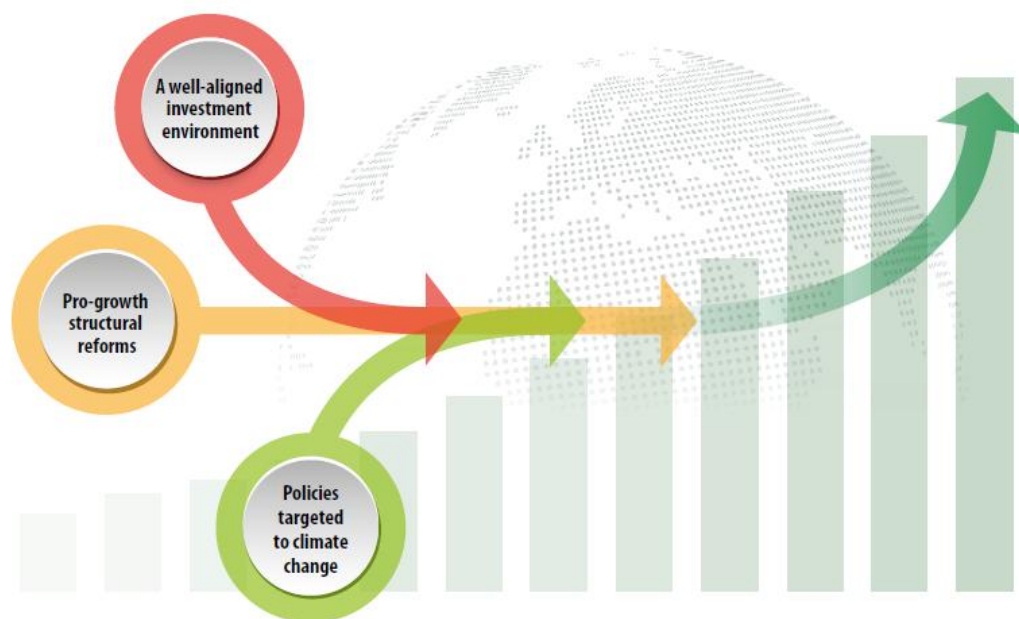 A well-aligned
investment
environment
Pro-growth
structural
reforms
Policies
targeted
to climate
change